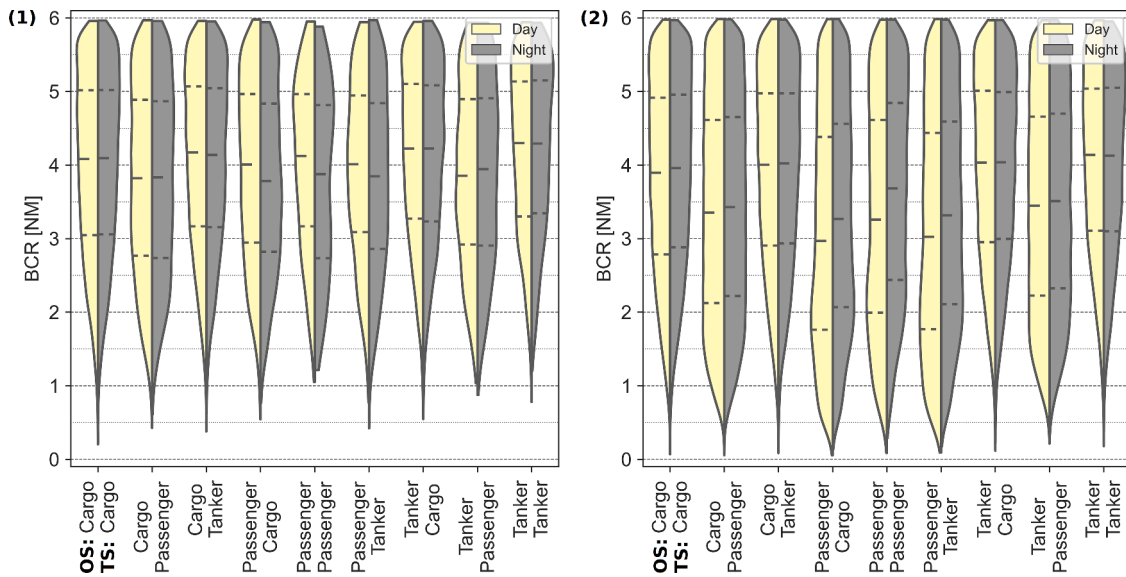 (1)
BCR [NM]
6
5
4
3
2
1
0
Day
Night
OS: Cargo
TS: Cargo
Cargo
Passenger
Cargo
Tanker
Passenger
Cargo
Passenger
Passenger
Passenger
Tanker
Tanker
Cargo
Tanker
Passenger
Tanker
Tanker
(2)
BCR [NM]
6
5
4
3
2
1
0
Day
Night
OS: Cargo
TS: Cargo
Cargo
Passenger
Cargo
Tanker
Passenger
Cargo
Passenger
Passenger
Passenger
Tanker
Tanker
Cargo
Tanker
Passenger
Tanker
Tanker